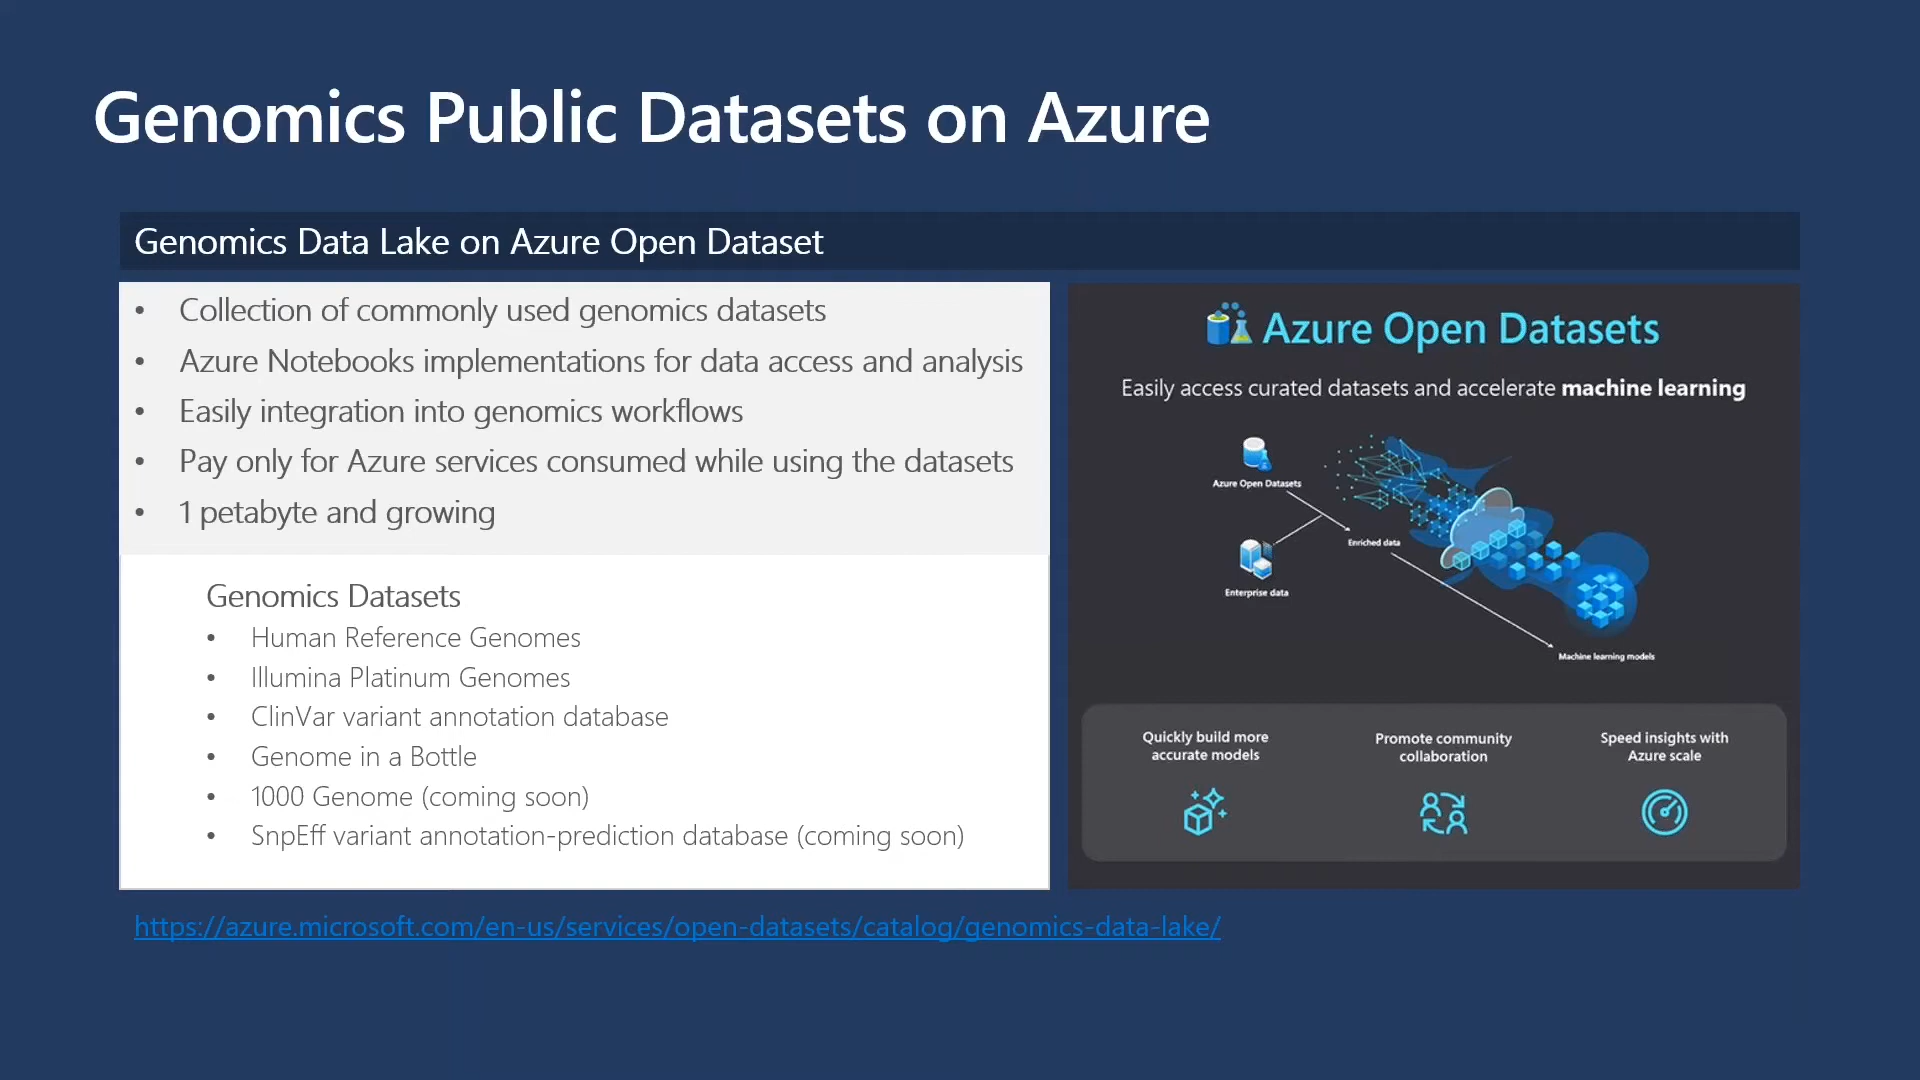 Genomics Public Datasets on Azure
Genomics Data Lake on Azure Open Dataset
• Collection of commonly used genomics datasets
• Azure Notebooks implementations for data access and analysis
• Easily integration into genomics workflows
• Pay only for Azure services consumed while using the datasets
• 1 petabyte and growing
Genomics Datasets
• Human Reference Genomes
• Illumina Platinum Genomes
• ClinVar variant annotation database
• Genome in a Bottle
• 1000 Genome (coming soon)
• SnpEff variant annotation-prediction database (coming soon)
Azure Open Datasets
Easily access curated datasets and accelerate machine learning
Azure Open Datasets
Enriched data
Enterprise data
Machine learning models
Quickly build more
accurate models
Promote community
collaboration
Speed insights with
Azure scale
https://azure.microsoft.com/en-us/services/open-datasets/catalog/genomics-data-lake/